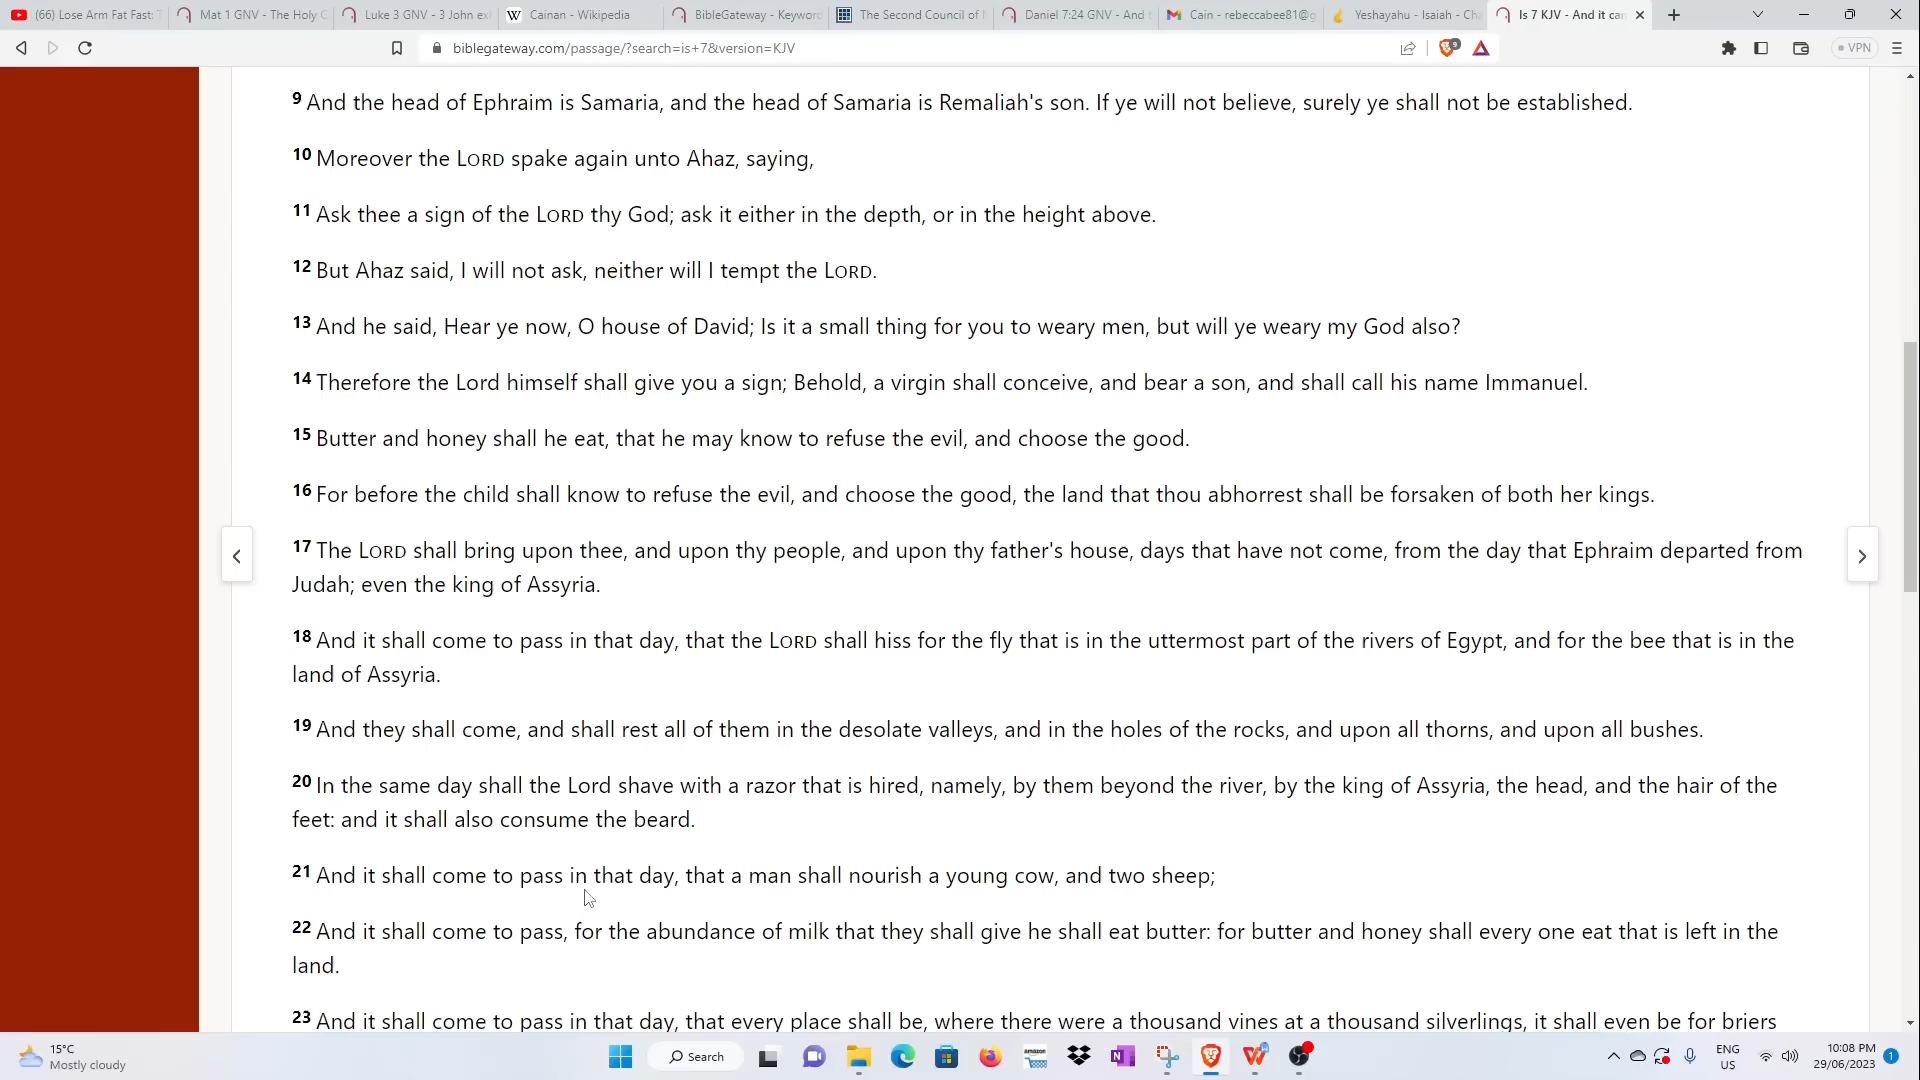 (66) Lose Arm Fat Fast: T
Mat 1 GNV - The Holy G
Luke 3 GNV - 3 John ex
Cainan - Wikipedia
BibleGateway - Keyword
The Second Council of
Daniel 7:24 GNV - And t
Cain - rebeccabee81@g
Yeshayahu - Isaiah - Cha
Is 7 KJV - And it ca
biblegateway.com/passage/?search=is+7&version=KJV
9
VPN
9 And the head of Ephraim is Samaria, and the head of Samaria is Remaliah's son. If ye will not believe, surely ye shall not be established.
10 Moreover the LORD spake again unto Ahaz, saying,
11 Ask thee a sign of the LORD thy God; ask it either in the depth, or in the height above.
12 But Ahaz said, I will not ask, neither will I tempt the LORD.
13 And he said, Hear ye now, O house of David; Is it a small thing for you to weary men, but will ye weary my God also?
14 Therefore the Lord himself shall give you a sign; Behold, a virgin shall conceive, and bear a son, and shall call his name Immanuel.
15 Butter and honey shall he eat, that he may know to refuse the evil, and choose the good.
16 For before the child shall know to refuse the evil, and choose the good, the land that thou abhorrest shall be forsaken of both her kings.
17 The LORD shall bring upon thee, and upon thy people, and upon thy father's house, days that have not come, from the day that Ephraim departed from
Judah; even the king of Assyria.
18 And it shall come to pass in that day, that the LORD shall hiss for the fly that is in the uttermost part of the rivers of Egypt, and for the bee that is in the
land of Assyria.
19 And they shall come, and shall rest all of them in the desolate valleys, and in the holes of the rocks, and upon all thorns, and upon all bushes.
20 In the same day shall the Lord shave with a razor that is hired, namely, by them beyond the river, by the king of Assyria, the head, and the hair of the
feet: and it shall also consume the beard.
21 And it shall come to pass in that day, that a man shall nourish a young cow, and two sheep;
22 And it shall come to pass, for the abundance of milk that they shall give he shall eat butter: for butter and honey shall every one eat that is left in the
land.
23 And it shall come to pass in that day, that every place shall be, where there were a thousand vines at a thousand silverlings, it shall even be for briers
15°C
Mostly cloudy
Search
amazon
ENG
US
10:08 PM
29/06/2023
1